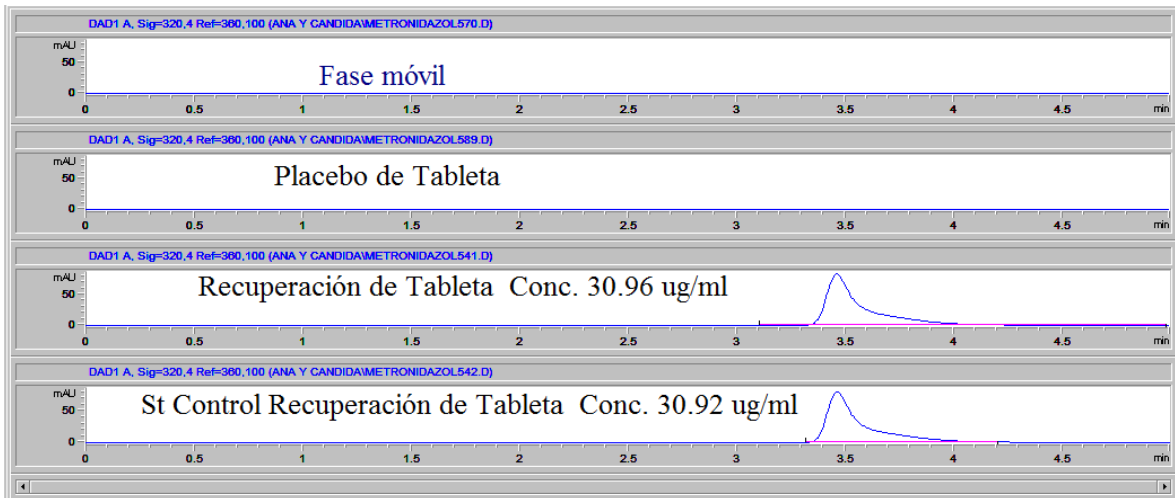 DAD1 A, Sig=320,4 Ref=360,100 (ANA Y CANDIDA\METRONIDAZOL570.D)
mAU
50
Fase móvil
0
0 0.5 1 1.5 2 2.5 3 3.5 4 4.5 min
DAD1 A, Sig=320,4 Ref=360,100 (ANA Y CANDIDA\METRONIDAZOL589.D)
mAU
50
Placebo de Tableta
0
0 0.5 1 1.5 2 2.5 3 3.5 4 4.5 min
DAD1 A, Sig=320,4 Ref=360,100 (ANA Y CANDIDA\METRONIDAZOL541.D)
mAU
50
Recuperación de Tableta Conc. 30.96 ug/ml
0
0 0.5 1 1.5 2 2.5 3 3.5 4 4.5 min
DAD1 A, Sig=320,4 Ref=360,100 (ANA Y CANDIDA\METRONIDAZOL542.D)
mAU
50
St Control Recuperación de Tableta Conc. 30.92 ug/ml
0
0 0.5 1 1.5 2 2.5 3 3.5 4 4.5 min